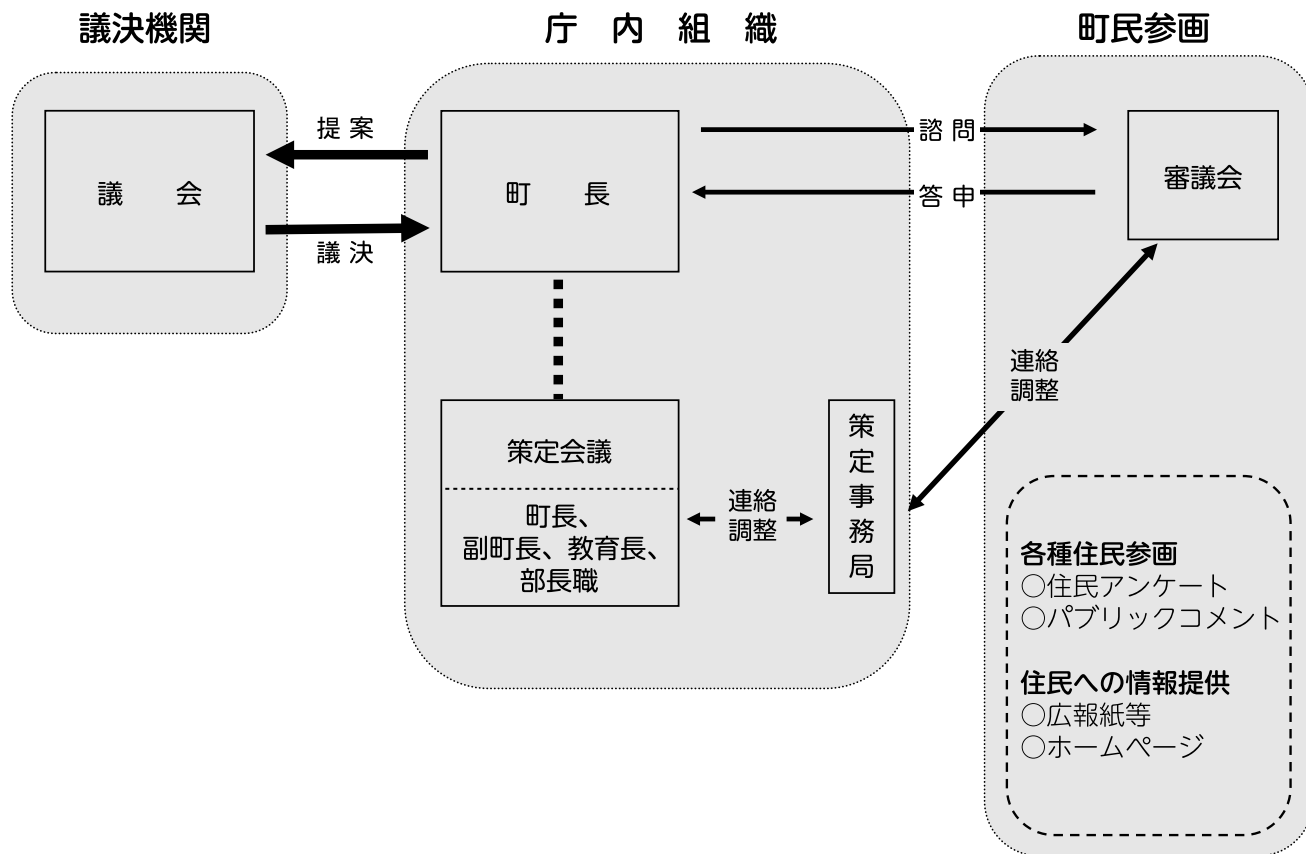 議決機関
庁内組織
町民参画
提案
議会
議決
町長
諮問
答申
審議会
連絡
調整
策定会議
町長、
副町長、教育長、
部長職
連絡
調整
策定事務局
各種住民参画
○住民アンケート
○パブリックコメント
住民への情報提供
○広報紙等
○ホームページ